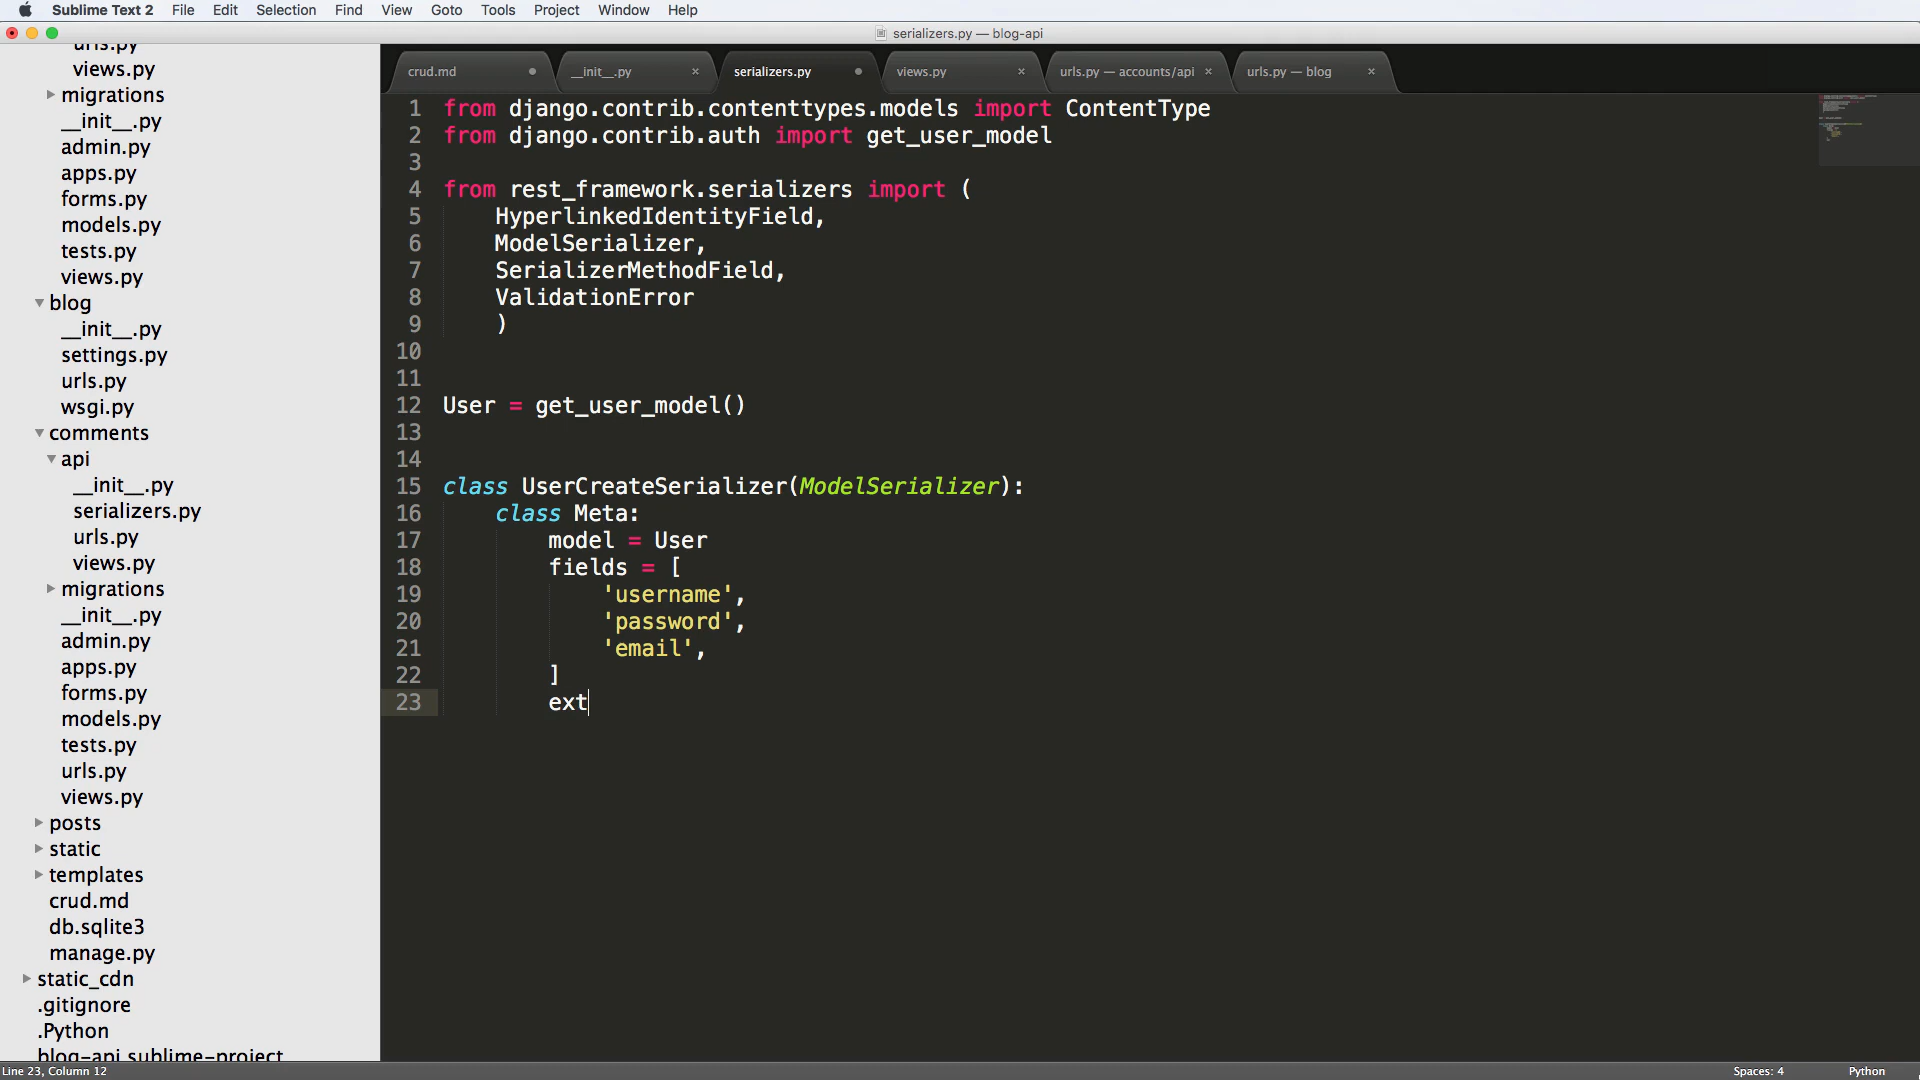 Sublime Text 2 File Edit Selection Find View Goto Tools Project Window Help
serializers.py — blog-api
urls.py
views.py
migrations
__init__.py
admin.py
apps.py
forms.py
models.py
tests.py
views.py
blog
__init__.py
settings.py
urls.py
wsgi.py
comments
api
__init__.py
serializers.py
urls.py
views.py
migrations
__init__.py
admin.py
apps.py
forms.py
models.py
tests.py
urls.py
views.py
posts
static
templates
crud.md
db.sqlite3
manage.py
static_cdn
.gitignore
.Python
blog-api.sublime-project
crud.md __init__.py serializers.py views.py urls.py — accounts/api urls.py — blog
1 from django.contrib.contenttypes.models import ContentType
2 from django.contrib.auth import get_user_model
3
4 from rest_framework.serializers import (
5 HyperlinkedIdentityField,
6 ModelSerializer,
7 SerializerMethodField,
8 ValidationError
9 )
10
11
12 User = get_user_model()
13
14
15 class UserCreateSerializer(ModelSerializer):
16 class Meta:
17 model = User
18 fields = [
19 'username',
20 'password',
21 'email',
22 ]
23 ext
Line 23, Column 12 Spaces: 4 Python